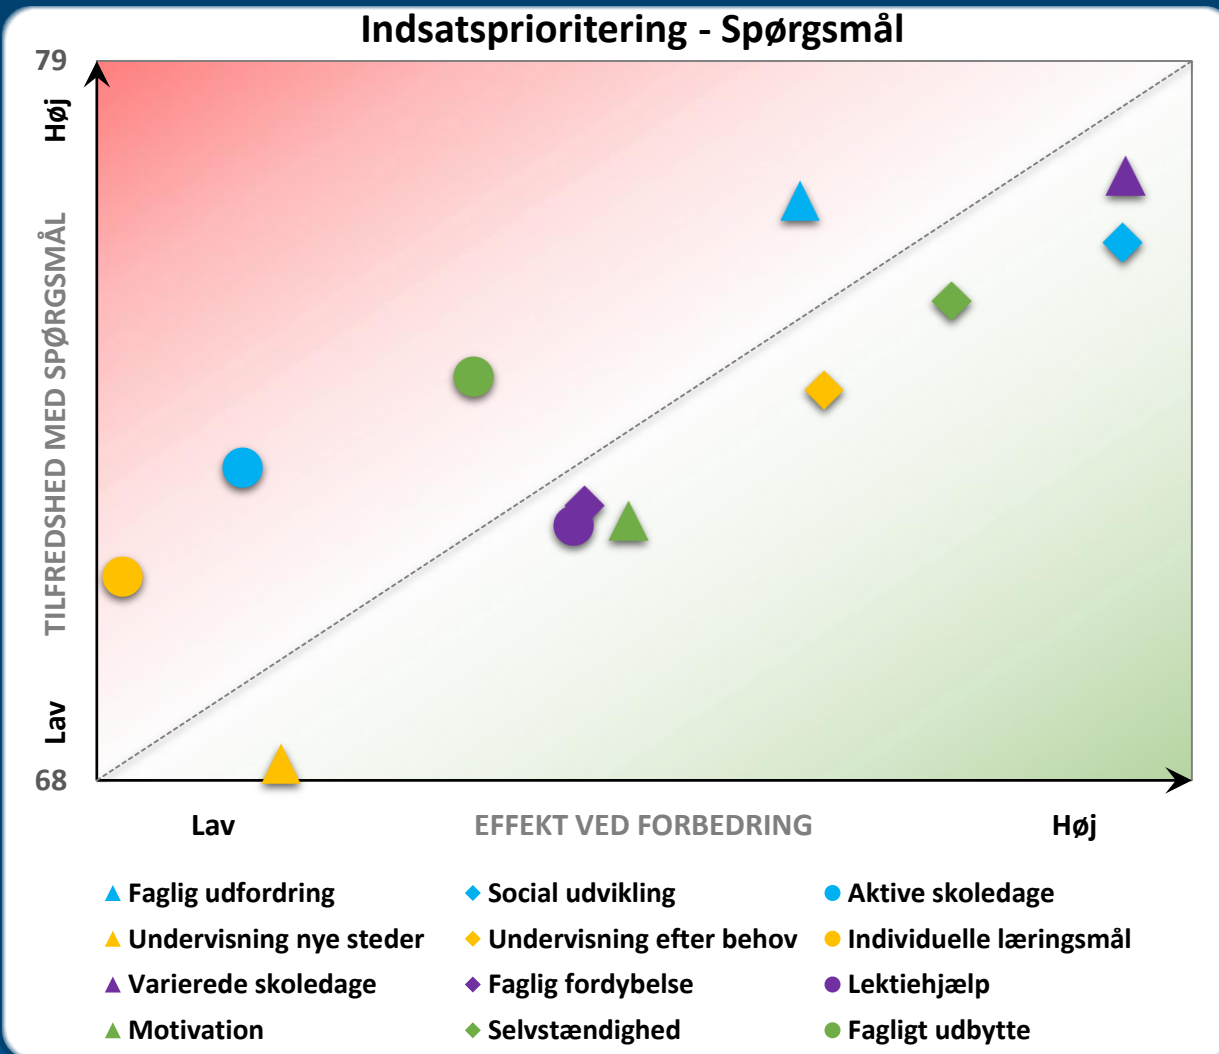 Indsatsprioritering - Spørgsmål
79
Høj
TILFREDSHED MED SPØRGSMÅL
Lav
68
Lav EFFEKT VED FORBEDRING Høj
Faglig udfordring Social udvikling Aktive skoledage
Undervisning nye steder Undervisning efter behov Individuelle læringsmål
Varierede skoledage Faglig fordybelse Lektiehjælp
Motivation Selvstændighed Fagligt udbytte